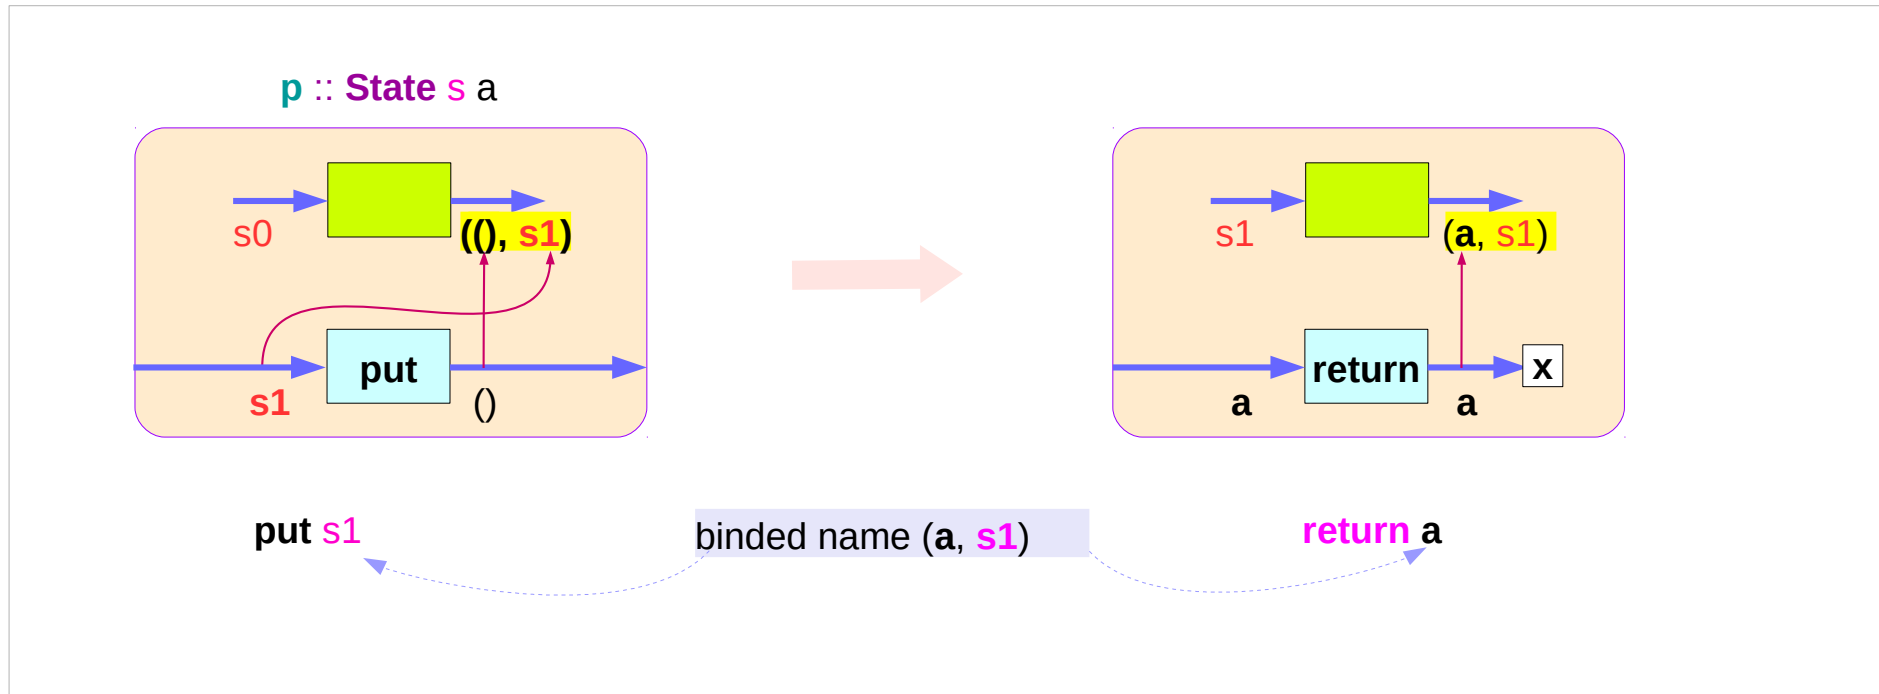 p :: State s a
s0
((), s1)
put
s1
()
s1
(a, s1)
return
x
a
a
put s1
binded name (a, s1)
return a